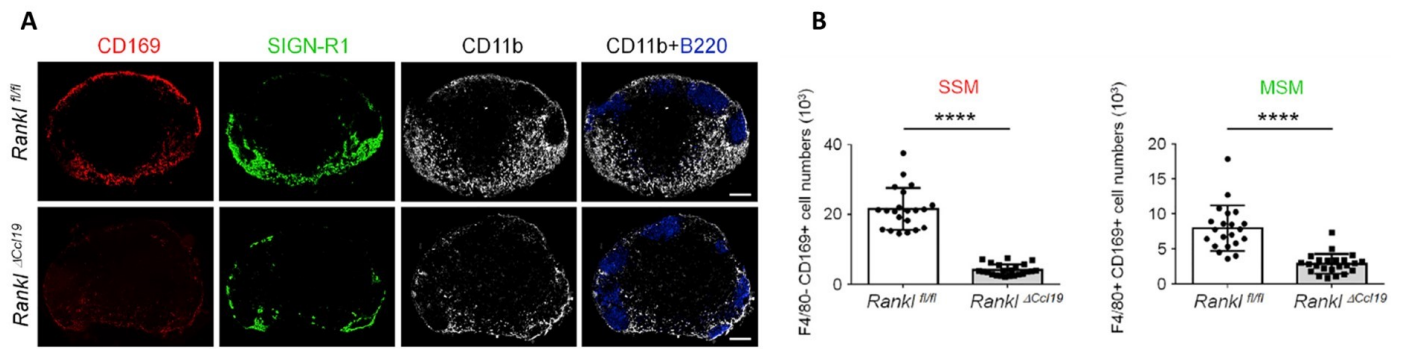 A
CD169 SIGN-R1 CD11b CD11b+B220
Rankl fl/fl
Rankl ΔCcl19
B
SSM
****
F4/80- CD169+ cell numbers (10³)
40
20
0
Rankl fl/fl Rankl ΔCcl19
MSM
****
F4/80+ CD169+ cell numbers (10³)
20
15
10
5
0
Rankl fl/fl Rankl ΔCcl19